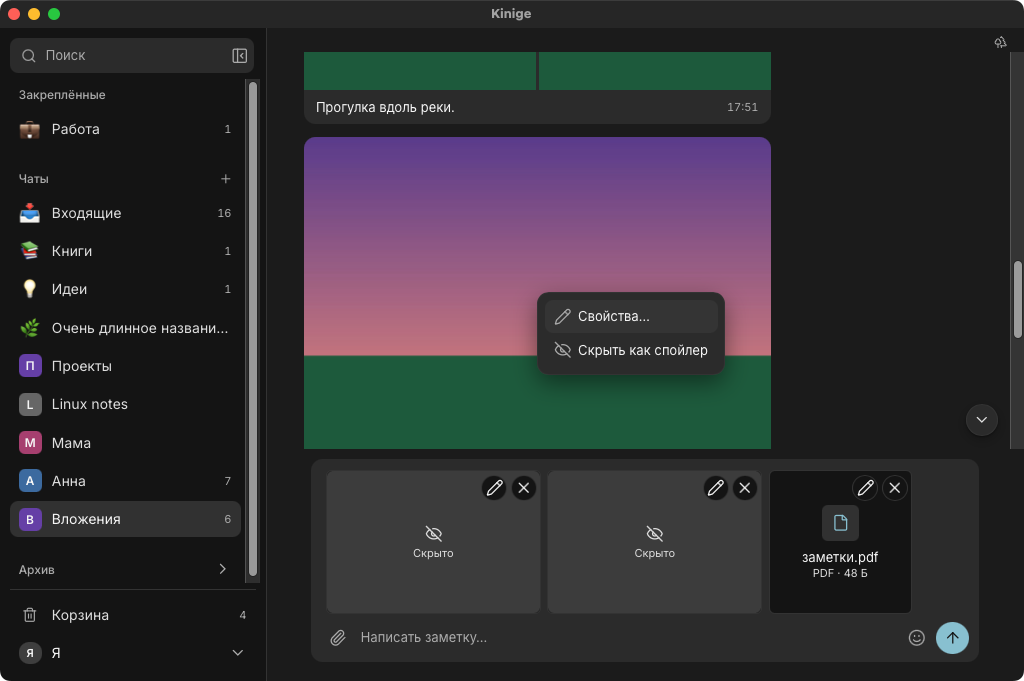 Kinige
Поиск
Закреплённые
Работа 1
Чаты
Входящие 16
Книги 1
Идеи 1
Очень длинное названи...
П Проекты
L Linux notes
М Мама
А Анна 7
В Вложения 6
Архив
Корзина 4
Я Я
Прогулка вдоль реки. 17:51
Свойства...
Скрыть как спойлер
Скрыто
Скрыто
заметки.pdf
PDF · 48 Б
Написать заметку...